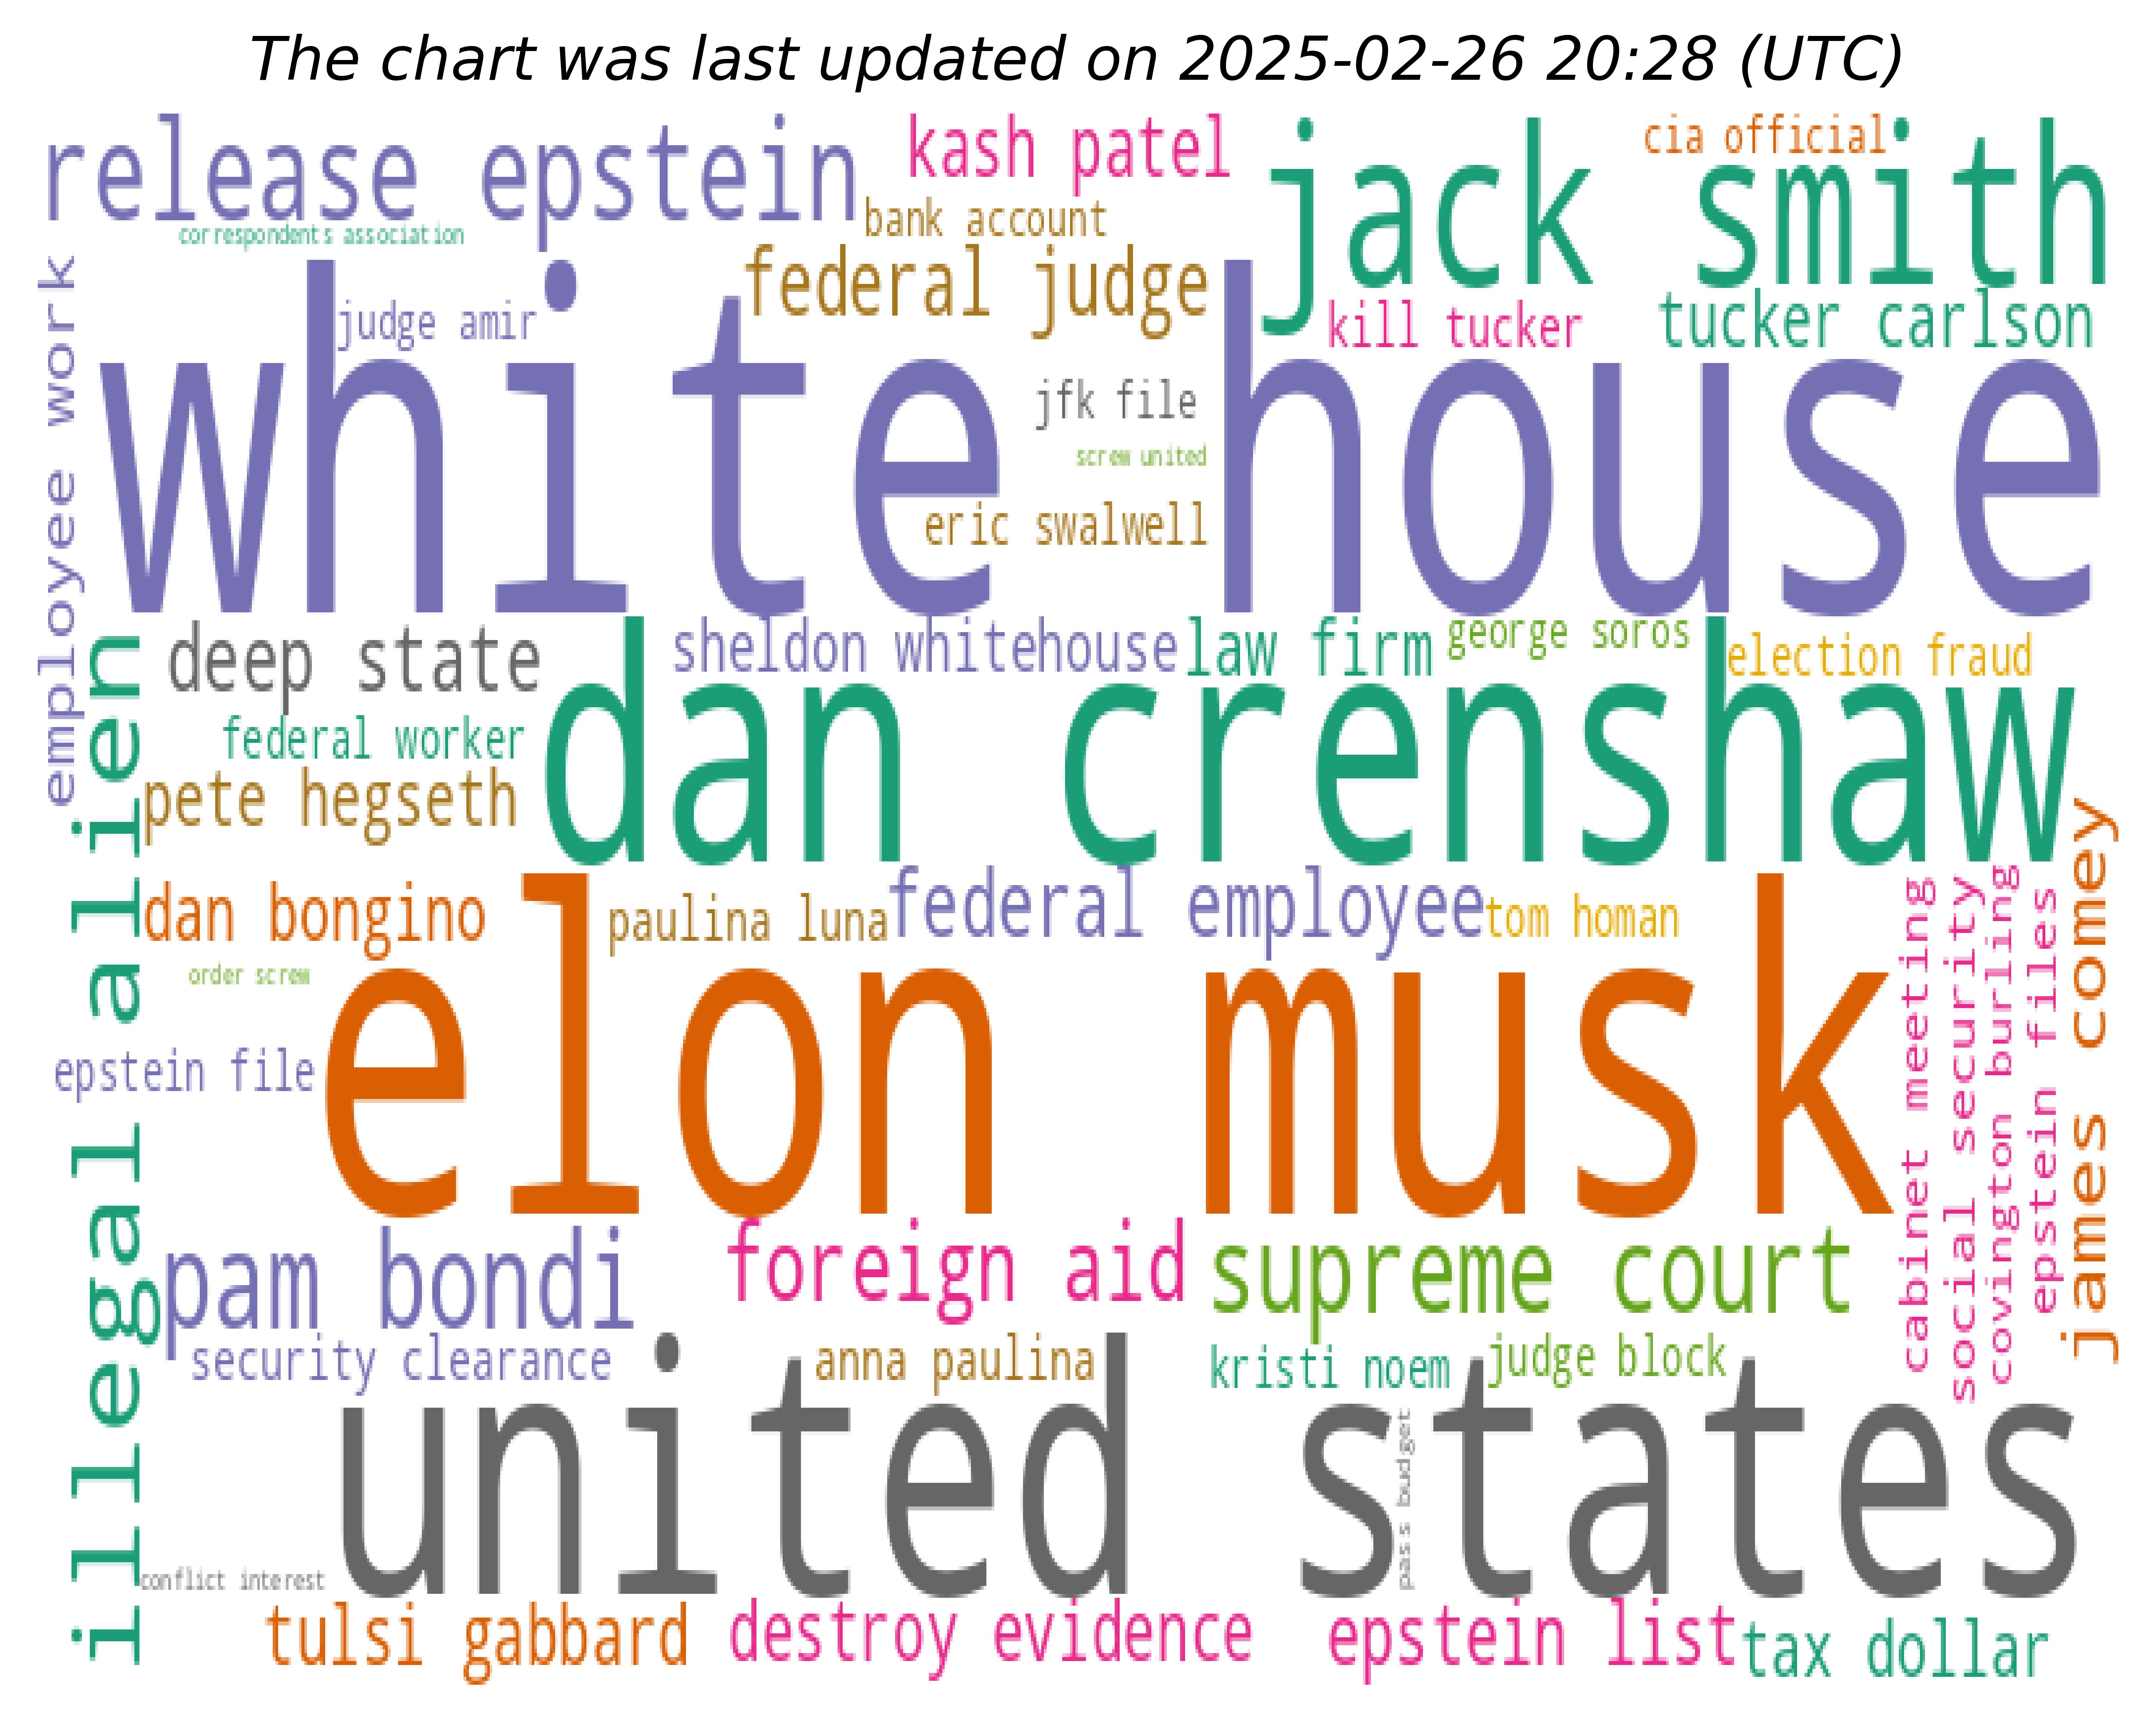 The chart was last updated on 2025-02-26 20:28 (UTC)
release epstein
kash patel
jack smith
cia official
bank account
correspondents association
federal judge
employee work
judge amir
kill tucker
tucker carlson
white house
jfk file
screw united
eric swalwell
deep state
sheldon whitehouse
law firm
george soros
election fraud
federal worker
dan crenshaw
pete hegseth
illegal alien
dan bongino
paulina luna
federal employee
tom homan
order screw
elon musk
epstein file
cabinet meeting
social security
covington burling
epstein files
james comey
pam bondi
foreign aid
supreme court
security clearance
anna paulina
kristi noem
judge block
united states
pass budget
conflict interest
tulsi gabbard
destroy evidence
epstein list
tax dollar